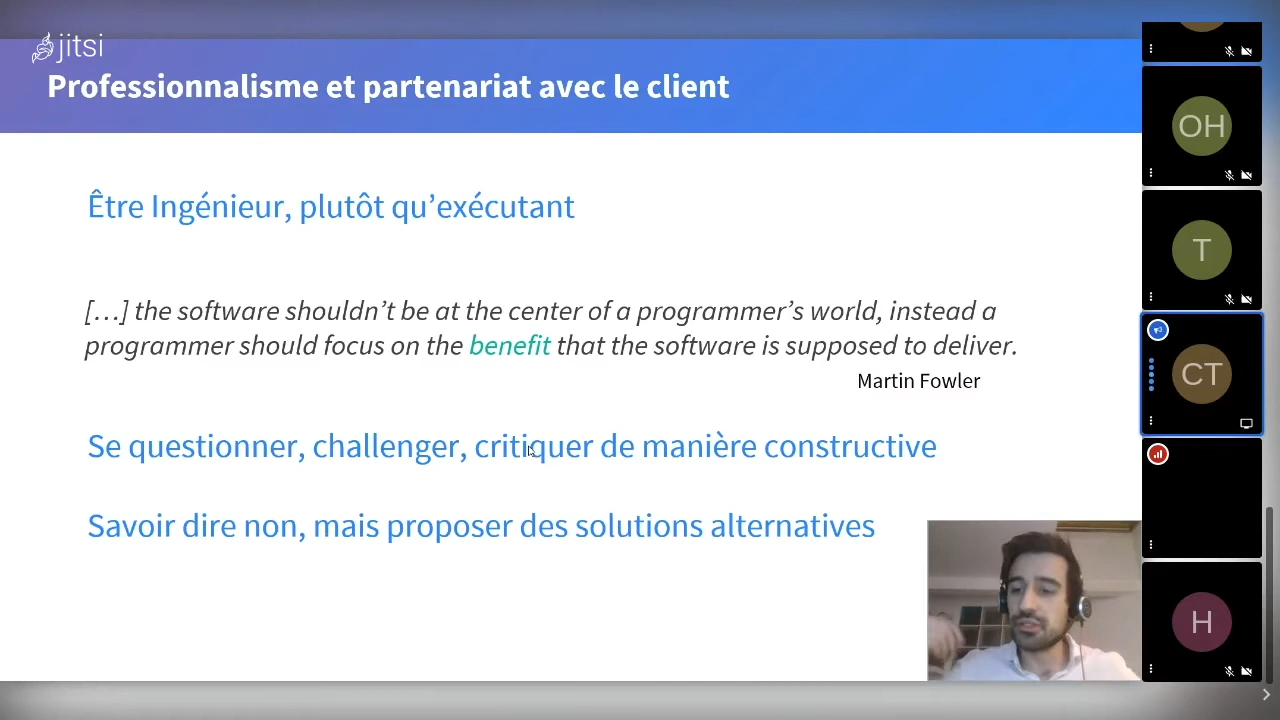 jitsi
Professionnalisme et partenariat avec le client
Être Ingénieur, plutôt qu’exécutant
[…] the software shouldn’t be at the center of a programmer’s world, instead a
programmer should focus on the benefit that the software is supposed to deliver.
Martin Fowler
Se questionner, challenger, critiquer de manière constructive
Savoir dire non, mais proposer des solutions alternatives
OH
T
CT
H